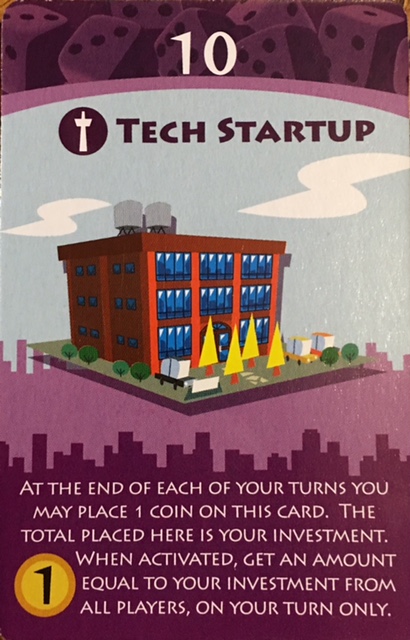 10
TECH STARTUP
AT THE END OF EACH OF YOUR TURNS YOU
MAY PLACE 1 COIN ON THIS CARD. THE
TOTAL PLACED HERE IS YOUR INVESTMENT.
WHEN ACTIVATED, GET AN AMOUNT
EQUAL TO YOUR INVESTMENT FROM
ALL PLAYERS, ON YOUR TURN ONLY.
1